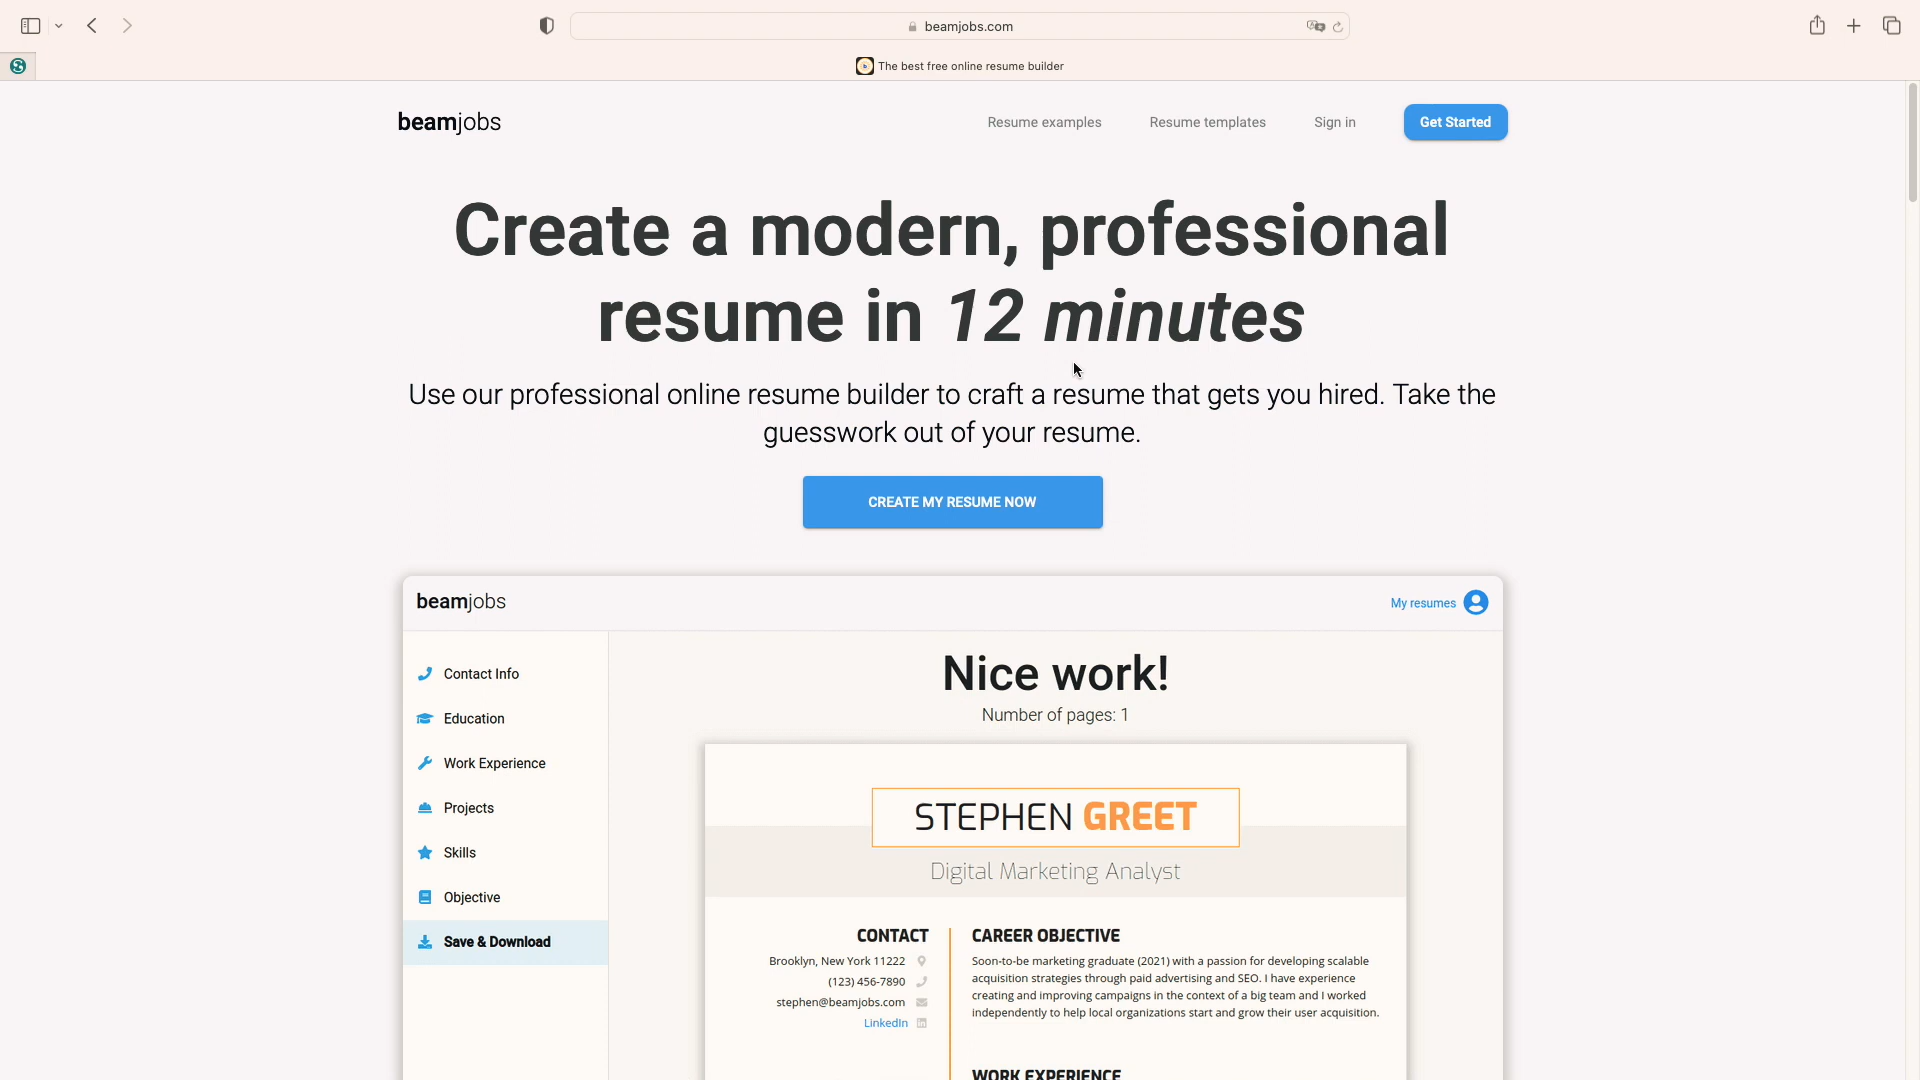 beamjobs.com
The best free online resume builder
beamjobs
Resume examples
Resume templates
Sign in
Get Started
Create a modern, professional
resume in 12 minutes
Use our professional online resume builder to craft a resume that gets you hired. Take the
guesswork out of your resume.
CREATE MY RESUME NOW
beamjobs
My resumes
Contact Info
Education
Work Experience
Projects
Skills
Objective
Save & Download
Nice work!
Number of pages: 1
STEPHEN GREET
Digital Marketing Analyst
CONTACT
Brooklyn, New York 11222
(123) 456-7890
stephen@beamjobs.com
LinkedIn
CAREER OBJECTIVE
Soon-to-be marketing graduate (2021) with a passion for developing scalable
acquisition strategies through paid advertising and SEO. I have experience
creating and improving campaigns in the context of a big team and I worked
independently to help local organizations start and grow their user acquisition.
WORK EXPERIENCE